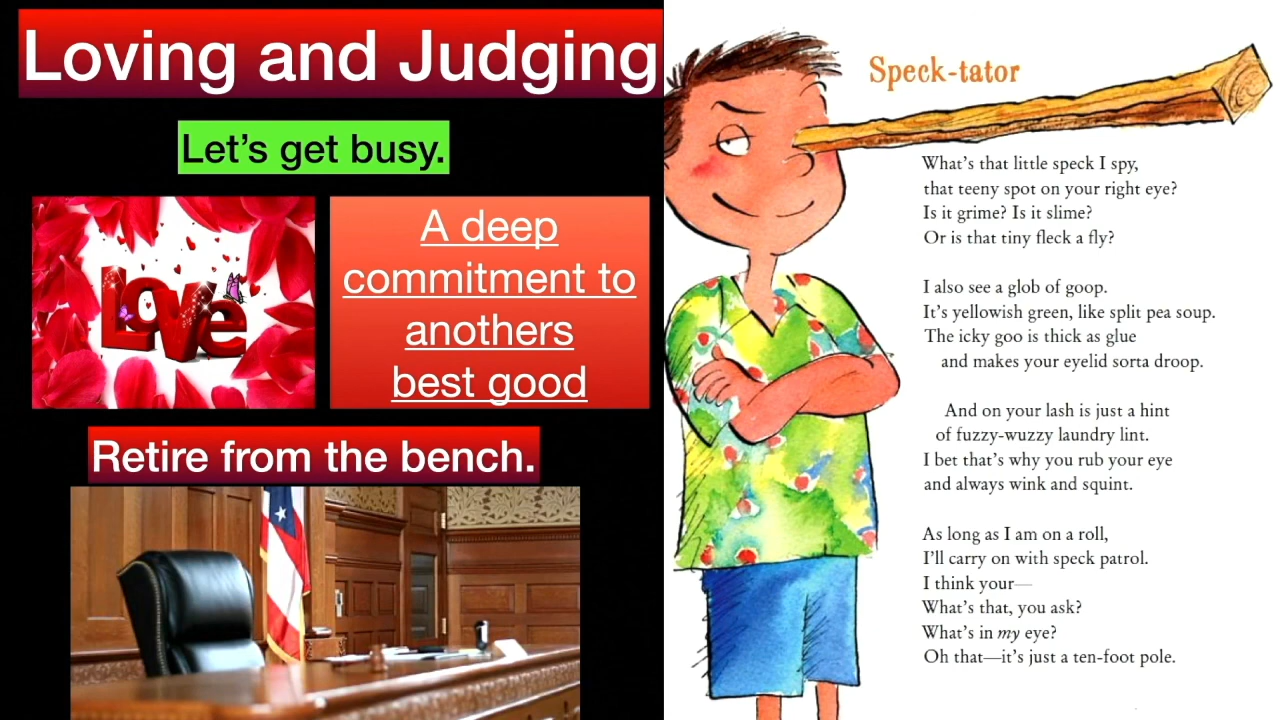 Loving and Judging
Let's get busy.
Love
A deep
commitment to
anothers
best good
Retire from the bench.
Speck-tator
What's that little speck I spy,
that teeny spot on your right eye?
Is it grime? Is it slime?
Or is that tiny fleck a fly?
I also see a glob of goop.
It's yellowish green, like split pea soup.
The icky goo is thick as glue
and makes your eyelid sorta droop.
And on your lash is just a hint
of fuzzy-wuzzy laundry lint.
I bet that's why you rub your eye
and always wink and squint.
As long as I am on a roll,
I'll carry on with speck patrol.
I think your—
What's that, you ask?
What's in my eye?
Oh that—it's just a ten-foot pole.